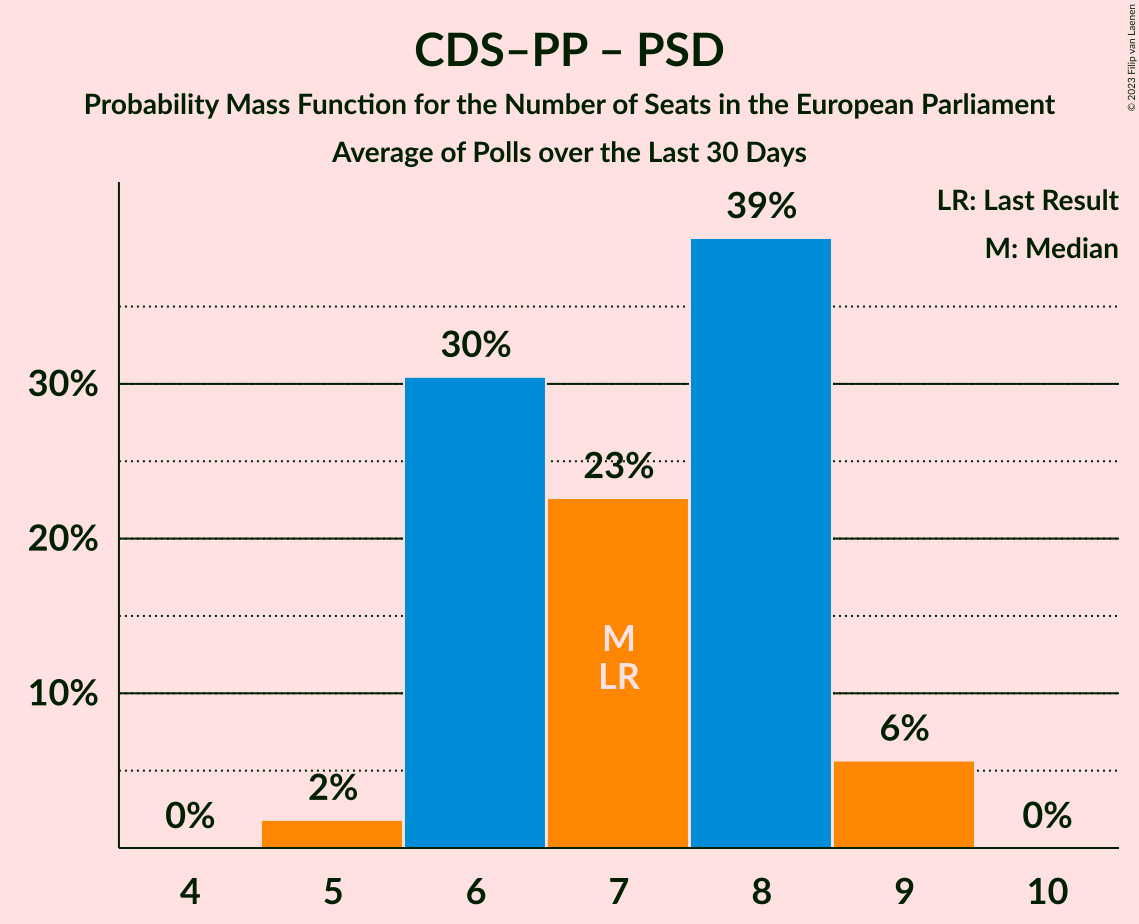 CDS–PP – PSD
Probability Mass Function for the Number of Seats in the European Parliament
Average of Polls over the Last 30 Days
© 2023 Filip van Laenen
LR: Last Result
M: Median
39%
30%
30%
23%
20%
M
LR
10%
6%
2%
0%
0%
4 5 6 7 8 9 10